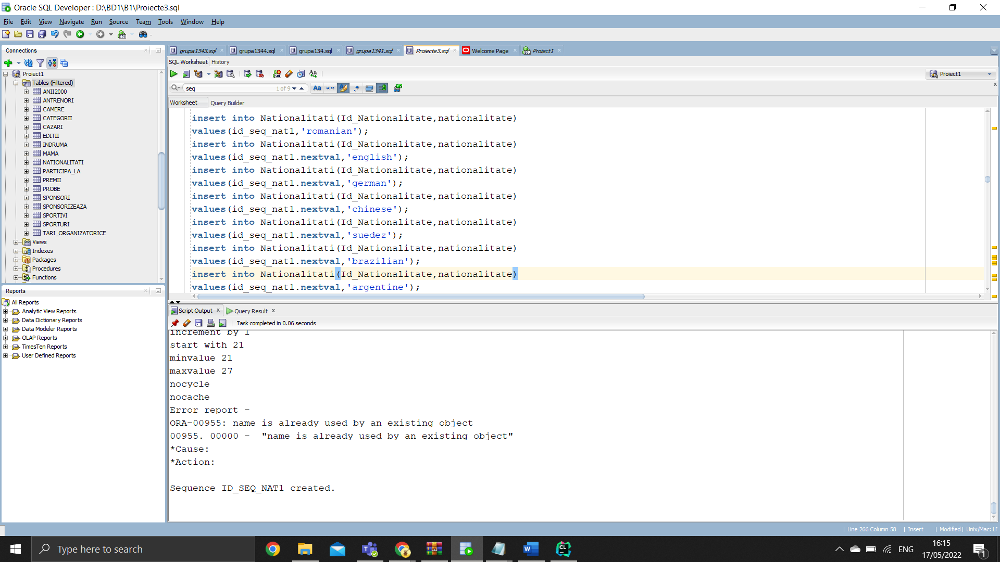 Oracle SQL Developer : D:\BD1\B1\Proiecte3.sql
File Edit View Navigate Run Source Team Tools Window Help
Connections
Proiect1
Tables (Filtered)
ANII2000
ANTRENORI
CAMERE
CATEGORII
CAZARI
EDITII
INDRUMA
MAMA
NATIONALITATI
PARTICIPA_LA
PREMII
PROBE
SPONSORI
SPONSORIZEAZA
SPORTIVI
SPORTURI
TARI_ORGANIZATORICE
Views
Indexes
Packages
Procedures
Functions
Reports
All Reports
Analytic View Reports
Data Dictionary Reports
Data Modeler Reports
OLAP Reports
TimesTen Reports
User Defined Reports
grupa1343.sql grupa1344.sql grupa134.sql grupa1341.sql Proiecte3.sql Welcome Page Proiect1
SQL Worksheet History
Proiect1
seq 1 of 9 Aa
Worksheet Query Builder
insert into Nationalitati(Id_Nationalitate,nationalitate)
values(id_seq_nat1,'romanian');
insert into Nationalitati(Id_Nationalitate,nationalitate)
values(id_seq_nat1.nextval,'english');
insert into Nationalitati(Id_Nationalitate,nationalitate)
values(id_seq_nat1.nextval,'german');
insert into Nationalitati(Id_Nationalitate,nationalitate)
values(id_seq_nat1.nextval,'chinese');
insert into Nationalitati(Id_Nationalitate,nationalitate)
values(id_seq_nat1.nextval,'suedez');
insert into Nationalitati(Id_Nationalitate,nationalitate)
values(id_seq_nat1.nextval,'brazilian');
insert into Nationalitati(Id_Nationalitate,nationalitate)
values(id_seq_nat1.nextval,'argentine');
Script Output Query Result
Task completed in 0.06 seconds
increment by 1
start with 21
minvalue 21
maxvalue 27
nocycle
nocache
Error report -
ORA-00955: name is already used by an existing object
00955. 00000 - "name is already used by an existing object"
*Cause:
*Action:
Sequence ID_SEQ_NAT1 created.
Line 266 Column 58 Insert Modified Unix/Mac: LF
Type here to search
ENG
16:15
17/05/2022
1